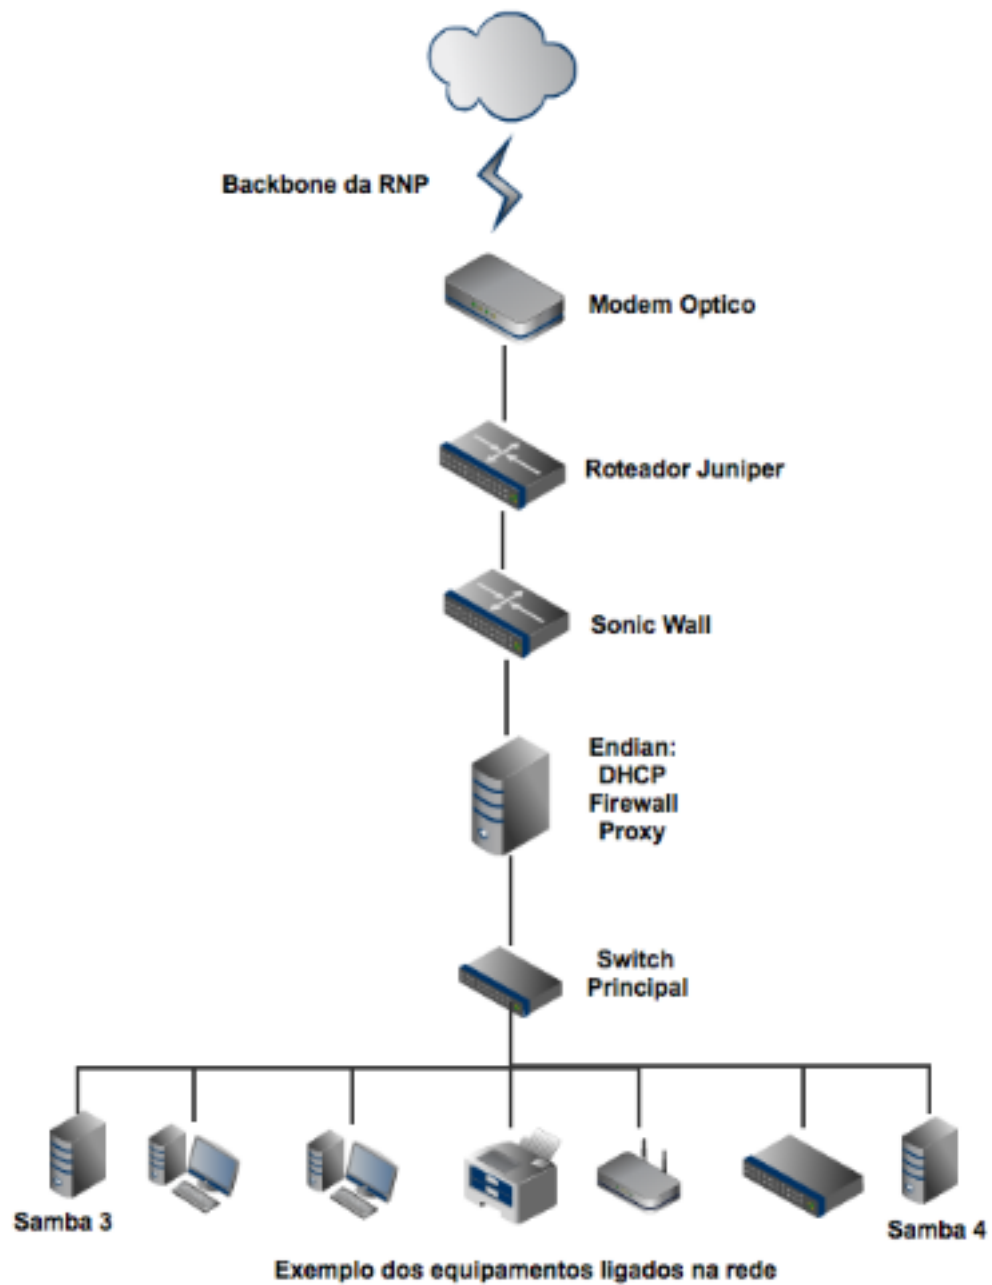 Backbone da RNP
Modem Optico
Roteador Juniper
Sonic Wall
Endian:
DHCP
Firewall
Proxy
Switch
Principal
Samba 3
Samba 4
Exemplo dos equipamentos ligados na rede